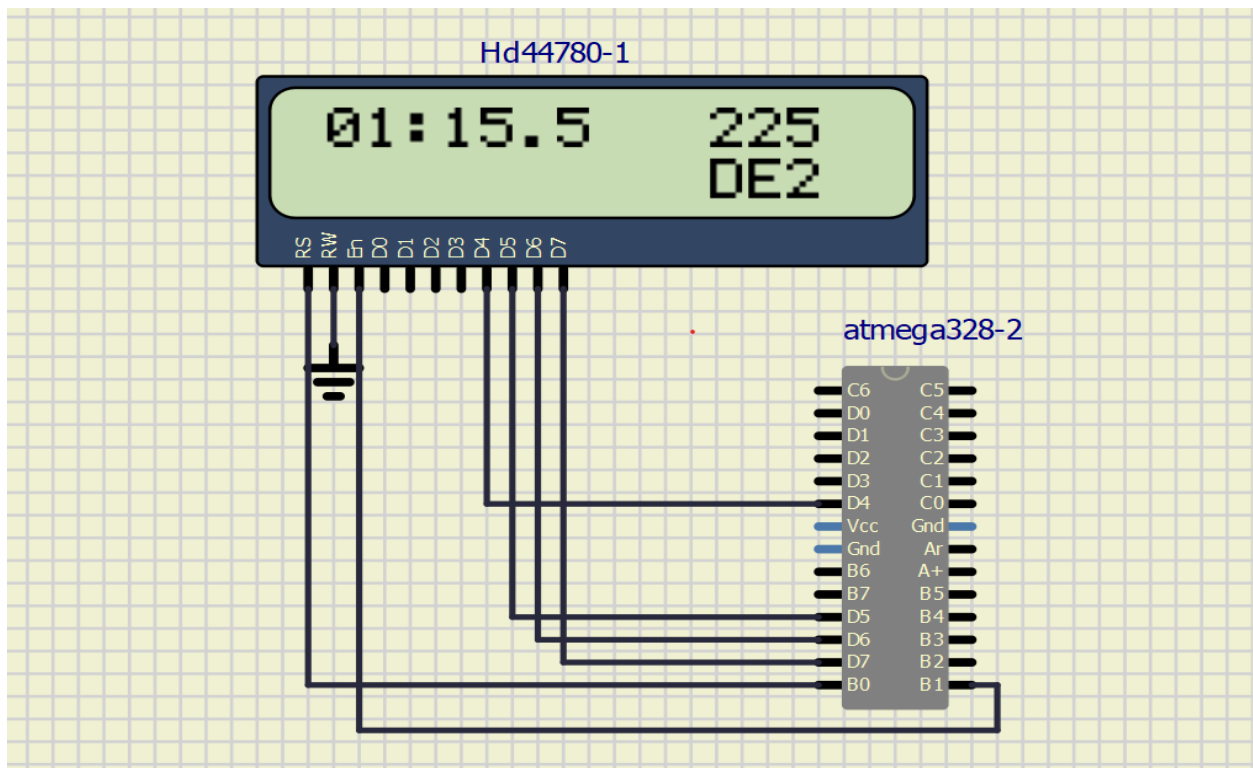 Hd44780-1
01:15.5 225
DE2
RS RW En D0 D1 D2 D3 D4 D5 D6 D7
atmega328-2
C6 C5
D0 C4
D1 C3
D2 C2
D3 C1
D4 C0
Vcc Gnd
Gnd Ar
B6 A+
B7 B5
D5 B4
D6 B3
D7 B2
B0 B1